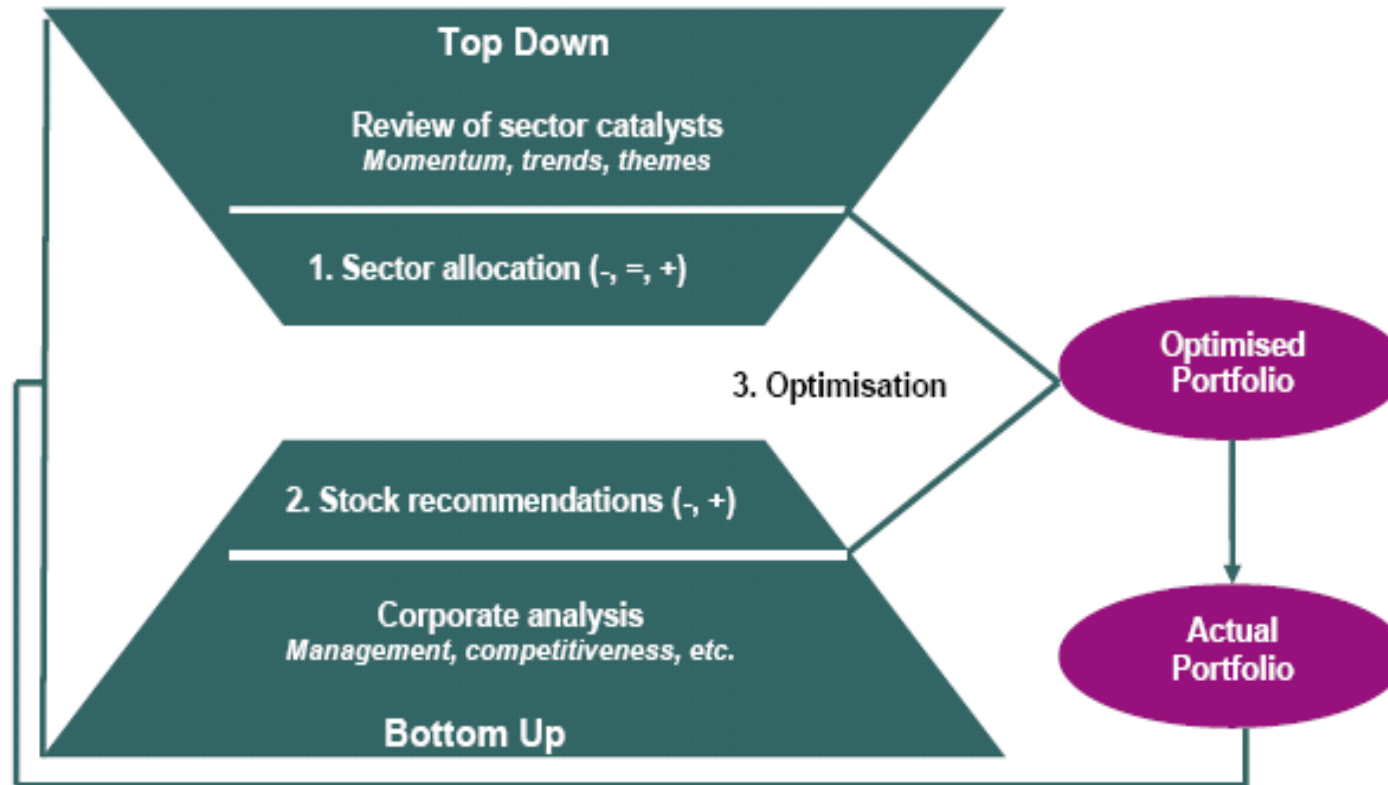 Top Down
Review of sector catalysts
Momentum, trends, themes
1. Sector allocation (-, =, +)
3. Optimisation
Optimised
Portfolio
2. Stock recommendations (-, +)
Corporate analysis
Management, competitiveness, etc.
Bottom Up
Actual
Portfolio